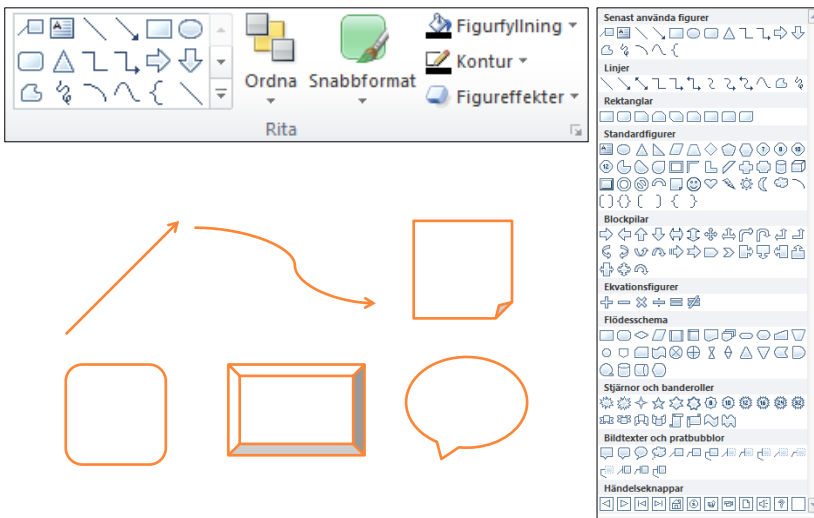 Figurfyllning
Kontur
Ordna Snabbformat
Figureffekter
Rita
Senast använda figurer
Linjer
Rektanglar
Standardfigurer
Blockpilar
Ekvationsfigurer
Flödesschema
Stjärnor och banderoller
Bildtexter och pratbubblor
Händelseknappar